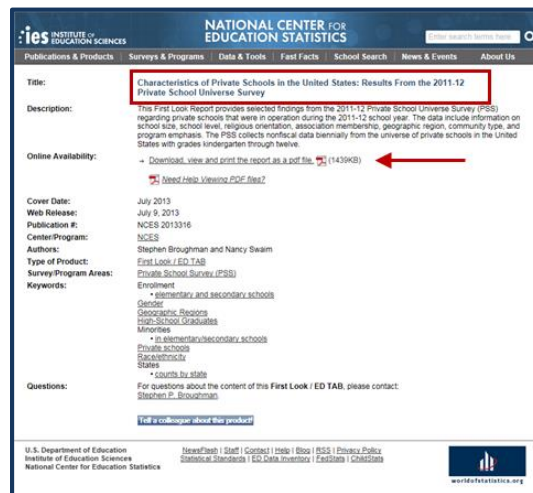 ies INSTITUTE OF EDUCATION SCIENCES
NATIONAL CENTER FOR EDUCATION STATISTICS
Enter search terms here
Publications & Products | Surveys & Programs | Data & Tools | Fast Facts | School Search | News & Events | About Us
Title: Characteristics of Private Schools in the United States: Results From the 2011-12
Private School Universe Survey
Description: This First Look Report provides selected findings from the 2011-12 Private School Universe Survey (PSS)
regarding private schools that were in operation during the 2011-12 school year. The data include information on
school size, school level, religious orientation, association membership, geographic region, community type, and
program emphasis. The PSS collects nonfiscal data biennially from the universe of private schools in the United
States with grades kindergarten through twelve.
Online Availability: → Download, view and print the report as a pdf file. (1439KB)
Need Help Viewing PDF files?
Cover Date: July 2013
Web Release: July 9, 2013
Publication #: NCES 2013316
Center/Program: NCES
Authors: Stephen Broughman and Nancy Swaim
Type of Product: First Look / ED TAB
Survey/Program Areas: Private School Survey (PSS)
Keywords: Enrollment
• elementary and secondary schools
Gender
Geographic Regions
High-School Graduates
Minorities
• in elementary/secondary schools
Private schools
Race/ethnicity
States
• counts by state
Questions: For questions about the content of this First Look / ED TAB, please contact:
Stephen P. Broughman.
Tell a colleague about this product!
U.S. Department of Education
Institute of Education Sciences
National Center for Education Statistics
NewsFlash | Staff | Contact | Help | Blog | RSS | Privacy Policy
Statistical Standards | ED Data Inventory | FedStats | ChildStats
worldofstatistics.org